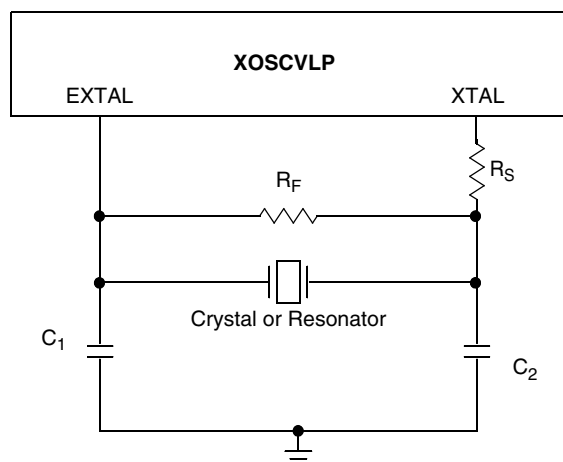 XOSCVLP
EXTAL XTAL
R_S
R_F
Crystal or Resonator
C_1
C_2